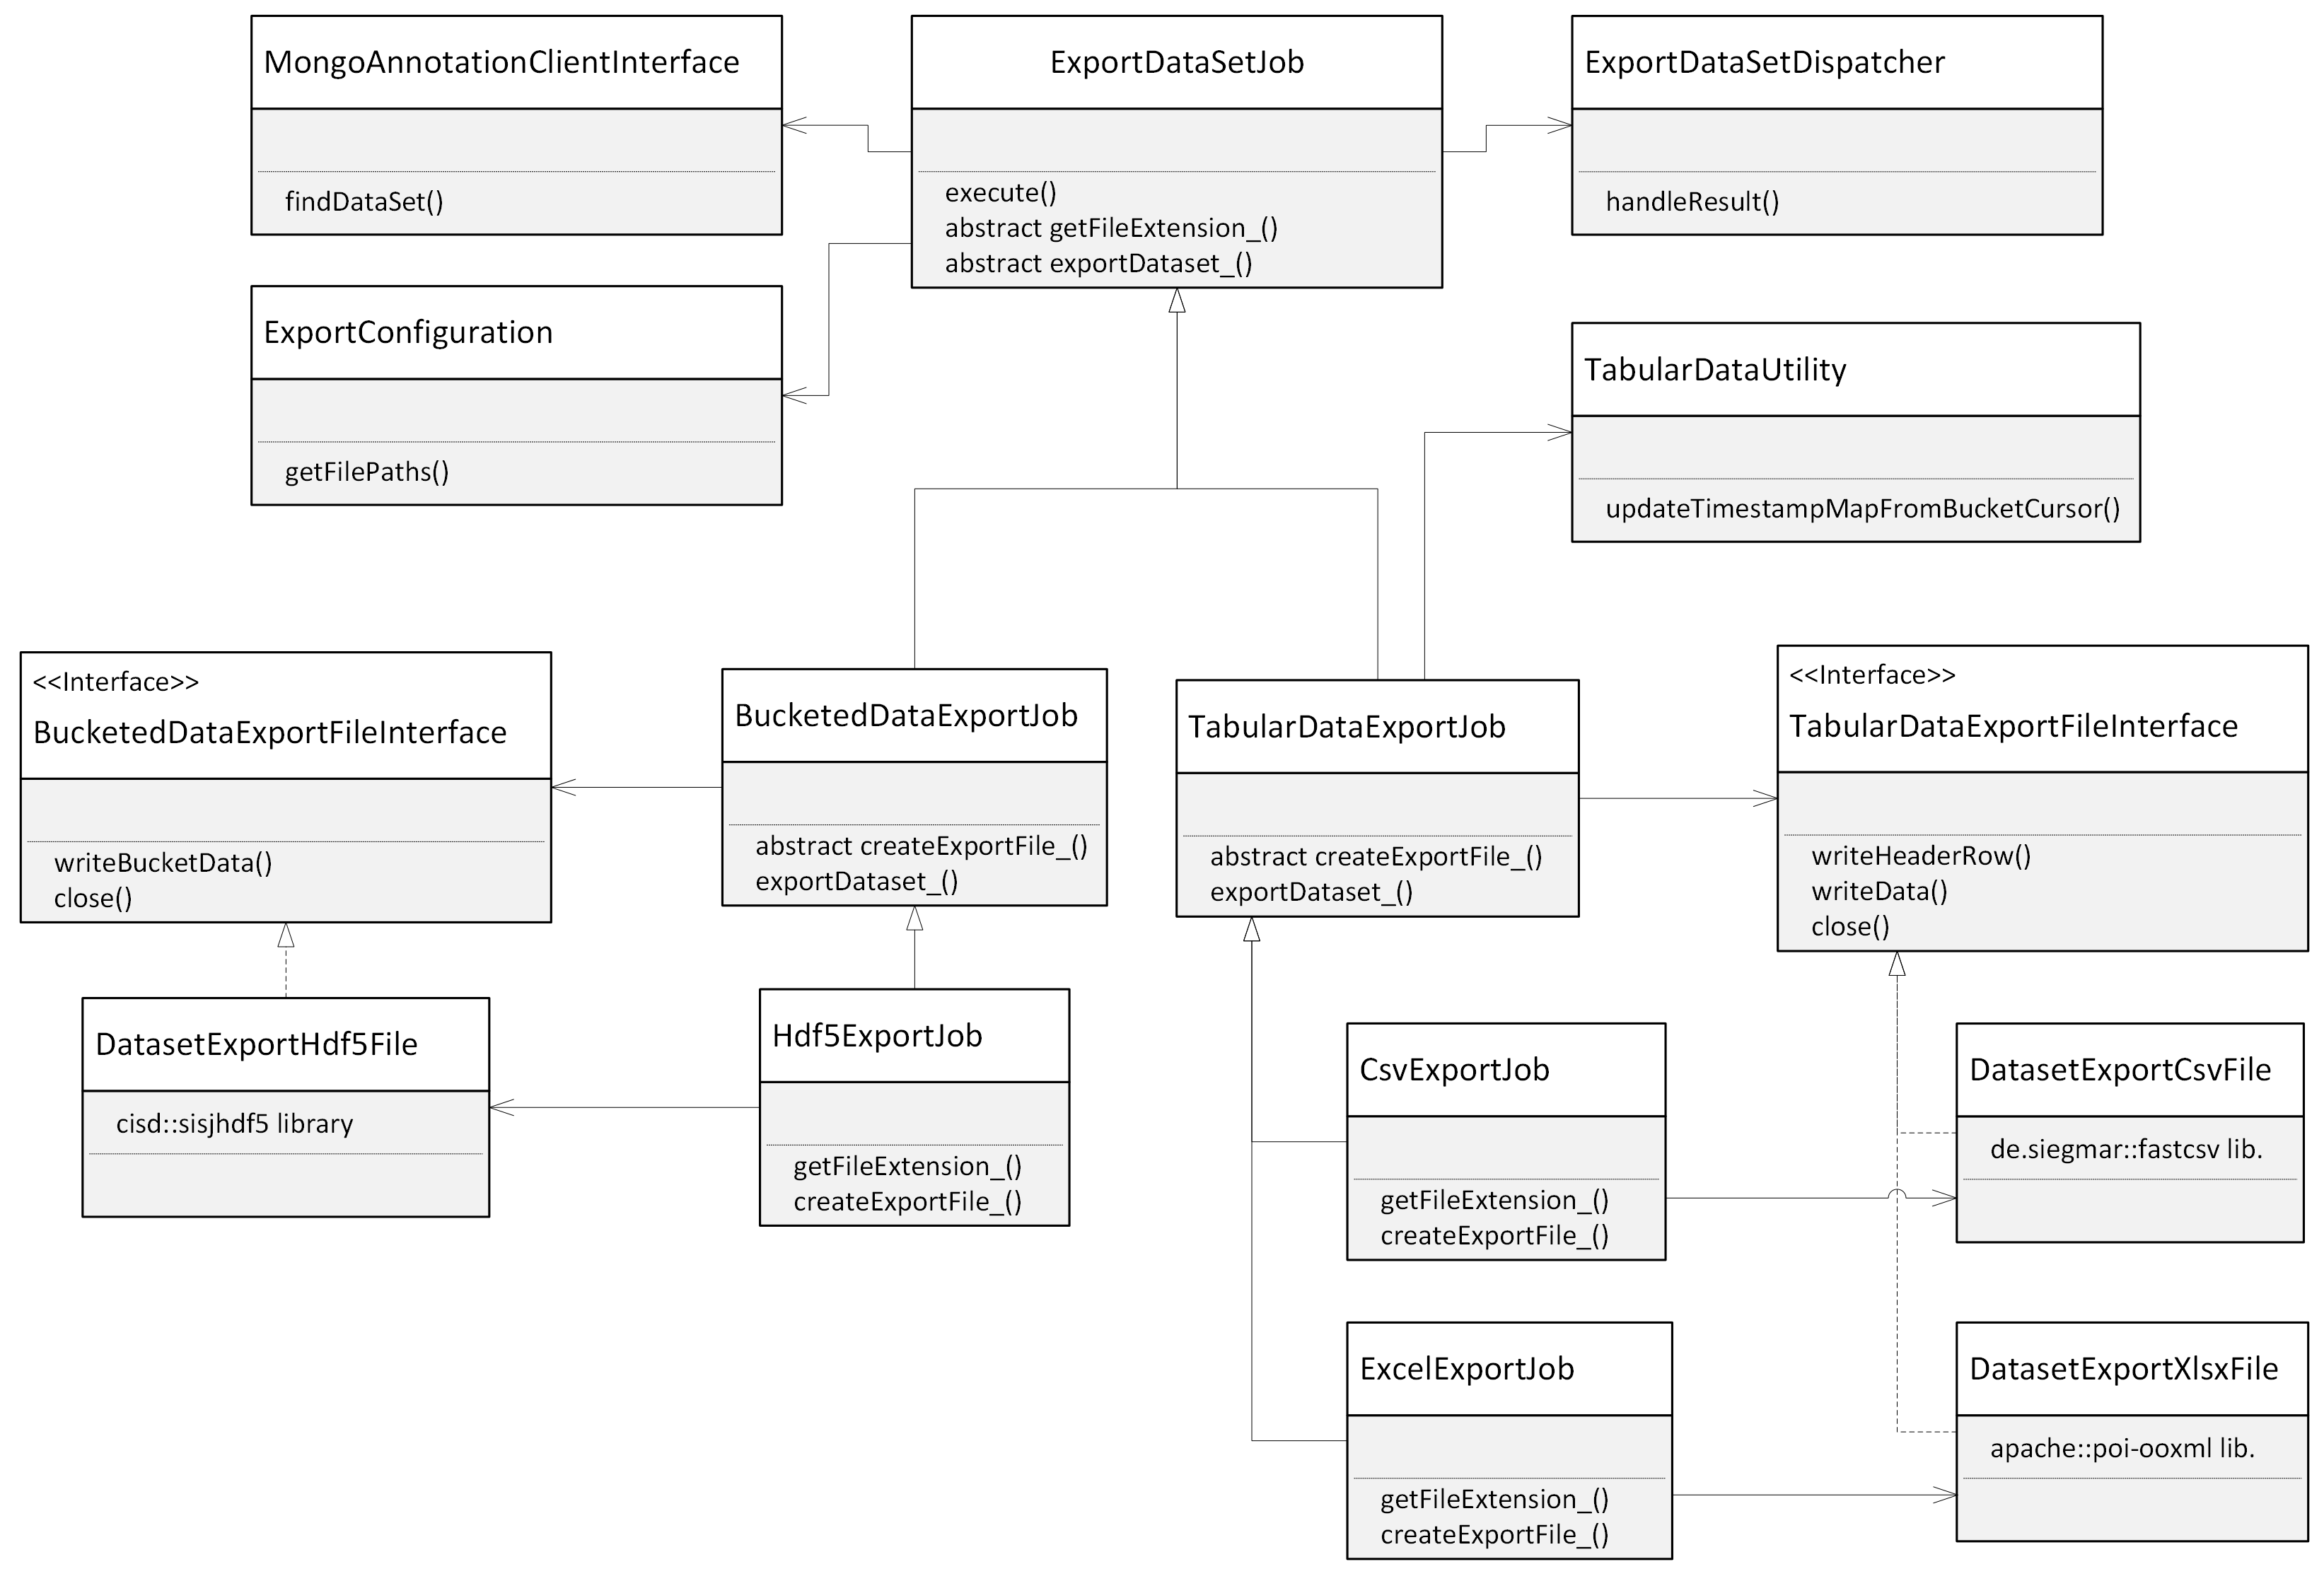 MongoAnnotationClientInterface
findDataSet()
ExportDataSetJob
execute()
abstract getFileExtension_()
abstract exportDataset_()
ExportDataSetDispatcher
handleResult()
ExportConfiguration
getFilePaths()
TabularDataUtility
updateTimestampMapFromBucketCursor()
<<Interface>>
BucketedDataExportFileInterface
writeBucketData()
close()
BucketedDataExportJob
abstract createExportFile_()
exportDataset_()
TabularDataExportJob
abstract createExportFile_()
exportDataset_()
<<Interface>>
TabularDataExportFileInterface
writeHeaderRow()
writeData()
close()
DatasetExportHdf5File
cisd::sisjhdf5 library
Hdf5ExportJob
getFileExtension_()
createExportFile_()
CsvExportJob
getFileExtension_()
createExportFile_()
DatasetExportCsvFile
de.siegmar::fastcsv lib.
ExcelExportJob
getFileExtension_()
createExportFile_()
DatasetExportXlsxFile
apache::poi-ooxml lib.